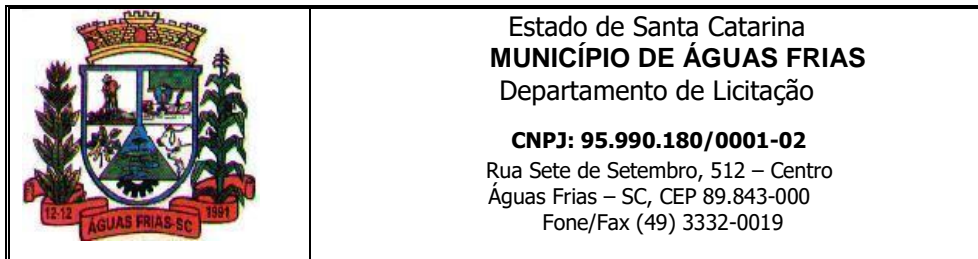 Estado de Santa Catarina
MUNICÍPIO DE ÁGUAS FRIAS
Departamento de Licitação
CNPJ: 95.990.180/0001-02
Rua Sete de Setembro, 512 – Centro
Águas Frias – SC, CEP 89.843-000
Fone/Fax (49) 3332-0019
12-12
ÁGUAS FRIAS-SC
1991